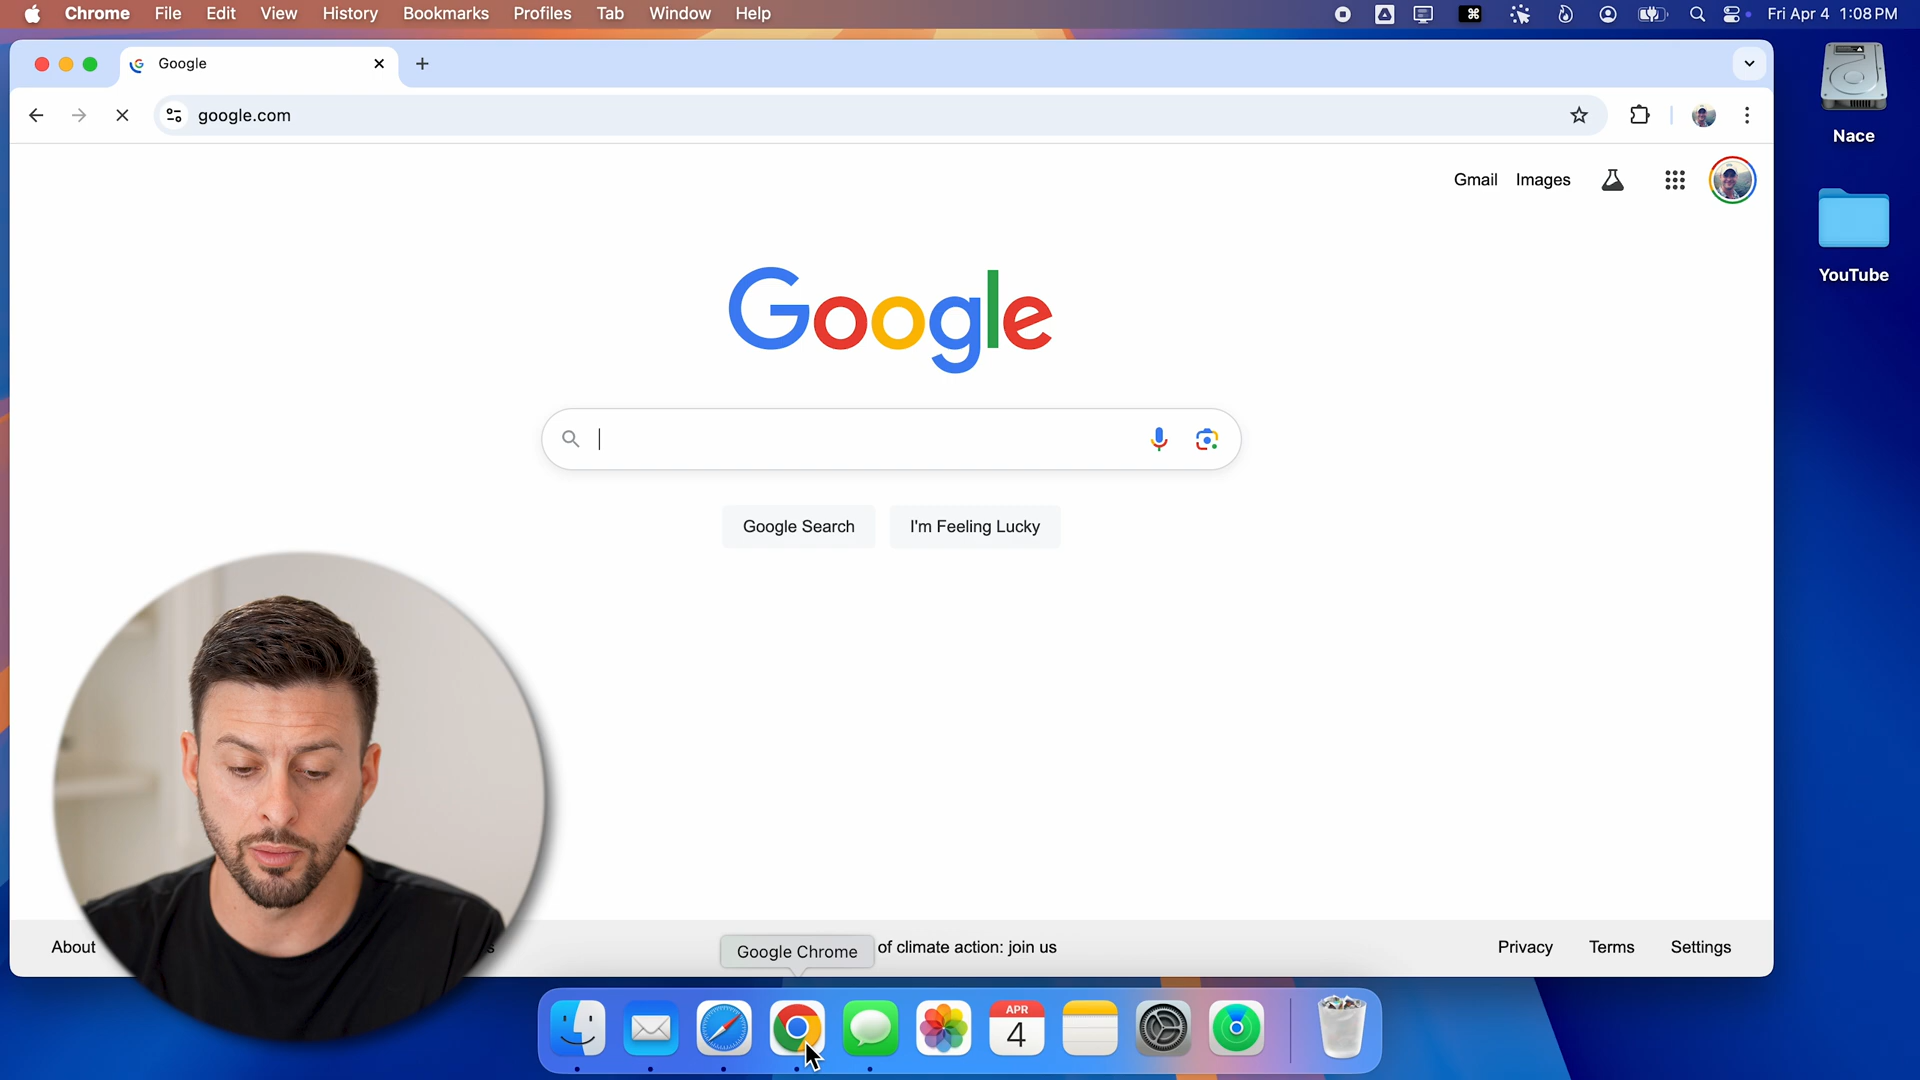 Chrome File Edit View History Bookmarks Profiles Tab Window Help Fri Apr 4 1:08 PM
Google
google.com
Nace
Gmail Images
YouTube
Google
Google Search I'm Feeling Lucky
About of climate action: join us Privacy Terms Settings
Google Chrome
APR
4